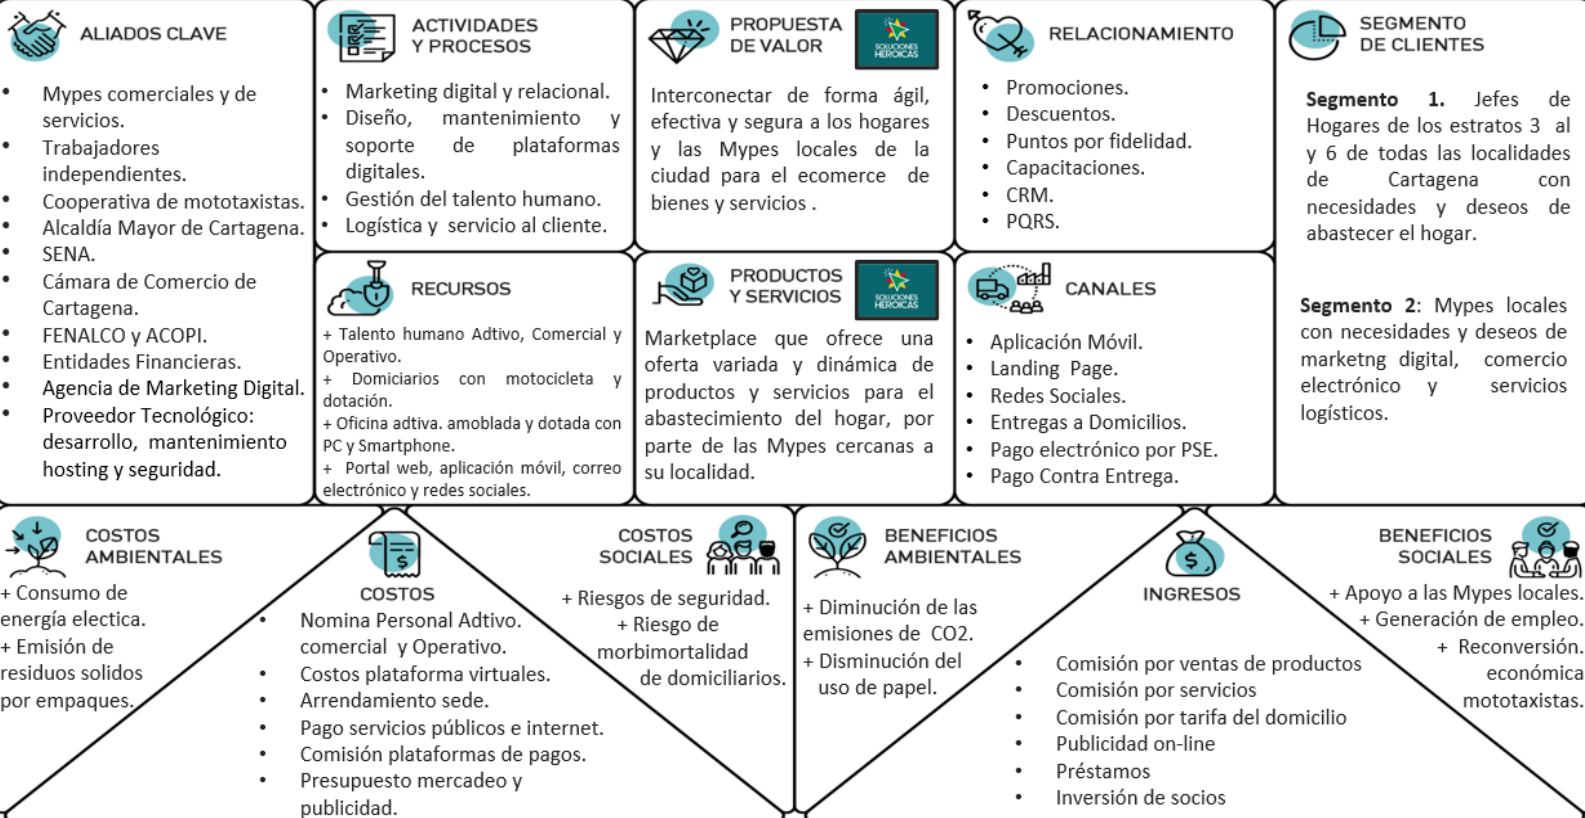 ALIADOS CLAVE
• Mypes comerciales y de
servicios.
• Trabajadores
independientes.
• Cooperativa de mototaxistas.
• Alcaldía Mayor de Cartagena.
• SENA.
• Cámara de Comercio de
Cartagena.
• FENALCO y ACOPI.
• Entidades Financieras.
• Agencia de Marketing Digital.
• Proveedor Tecnológico:
desarrollo, mantenimiento
hosting y seguridad.
ACTIVIDADES
Y PROCESOS
• Marketing digital y relacional.
• Diseño, mantenimiento y
soporte de plataformas
digitales.
• Gestión del talento humano.
• Logística y servicio al cliente.
RECURSOS
+ Talento humano Adtivo, Comercial y
Operativo.
+ Domiciarios con motocicleta y
dotación.
+ Oficina adtiva. amoblada y dotada con
PC y Smartphone.
+ Portal web, aplicación móvil, correo
electrónico y redes sociales.
PROPUESTA
DE VALOR
SOLUCIONES
HEROICAS
Interconectar de forma ágil,
efectiva y segura a los hogares
y las Mypes locales de la
ciudad para el ecomerce de
bienes y servicios .
PRODUCTOS
Y SERVICIOS
SOLUCIONES
HEROICAS
Marketplace que ofrece una
oferta variada y dinámica de
productos y servicios para el
abastecimiento del hogar, por
parte de las Mypes cercanas a
su localidad.
RELACIONAMIENTO
• Promociones.
• Descuentos.
• Puntos por fidelidad.
• Capacitaciones.
• CRM.
• PQRS.
CANALES
• Aplicación Móvil.
• Landing Page.
• Redes Sociales.
• Entregas a Domicilios.
• Pago electrónico por PSE.
• Pago Contra Entrega.
SEGMENTO
DE CLIENTES
Segmento 1. Jefes de
Hogares de los estratos 3 al
y 6 de todas las localidades
de Cartagena con
necesidades y deseos de
abastecer el hogar.
Segmento 2: Mypes locales
con necesidades y deseos de
marketng digital, comercio
electrónico y servicios
logísticos.
COSTOS
AMBIENTALES
+ Consumo de
energía electica.
+ Emisión de
residuos solidos
por empaques.
$
COSTOS
• Nomina Personal Adtivo.
comercial y Operativo.
• Costos plataforma virtuales.
• Arrendamiento sede.
• Pago servicios públicos e internet.
• Comisión plataformas de pagos.
• Presupuesto mercadeo y
publicidad.
COSTOS
SOCIALES
+ Riesgos de seguridad.
+ Riesgo de
morbimortalidad
de domiciliarios.
BENEFICIOS
AMBIENTALES
+ Diminución de las
emisiones de CO2.
+ Disminución del
uso de papel.
$
INGRESOS
• Comisión por ventas de productos
• Comisión por servicios
• Comisión por tarifa del domicilio
• Publicidad on-line
• Préstamos
• Inversión de socios
BENEFICIOS
SOCIALES
+ Apoyo a las Mypes locales.
+ Generación de empleo.
+ Reconversión.
económica
mototaxistas.